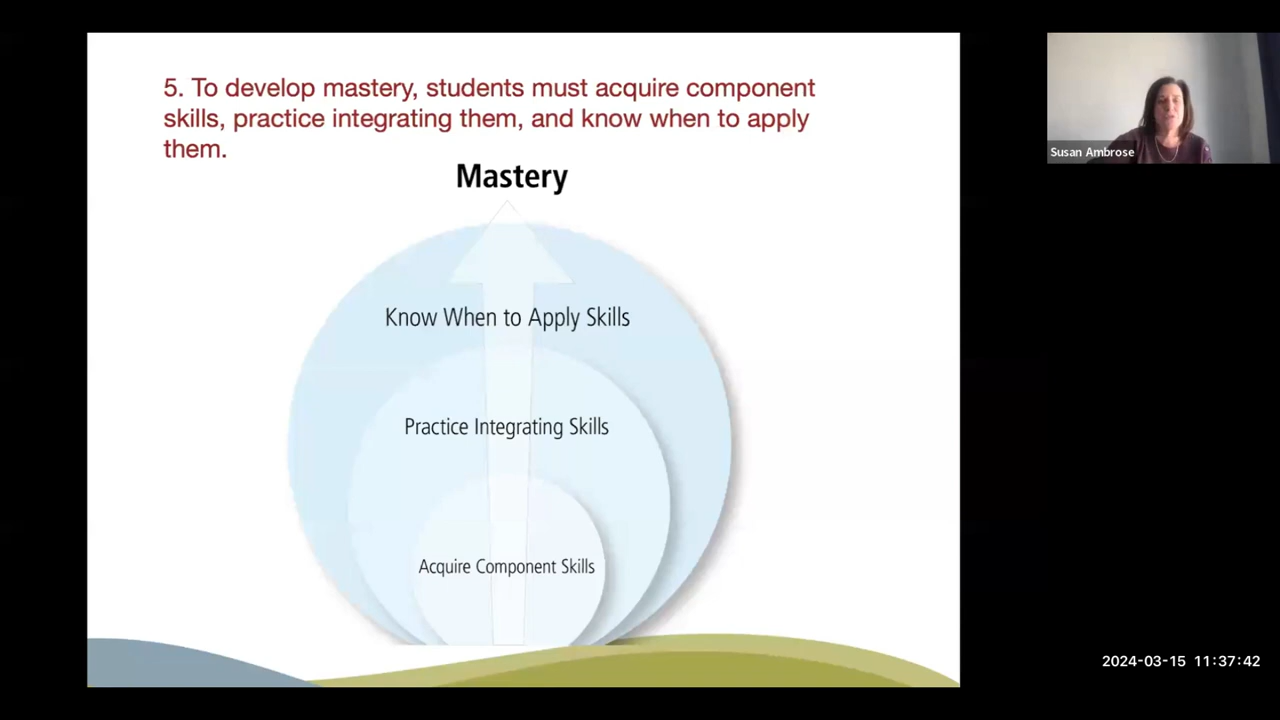 5. To develop mastery, students must acquire component
skills, practice integrating them, and know when to apply
them.
Mastery
Know When to Apply Skills
Practice Integrating Skills
Acquire Component Skills
Susan Ambrose
2024-03-15 11:37:42